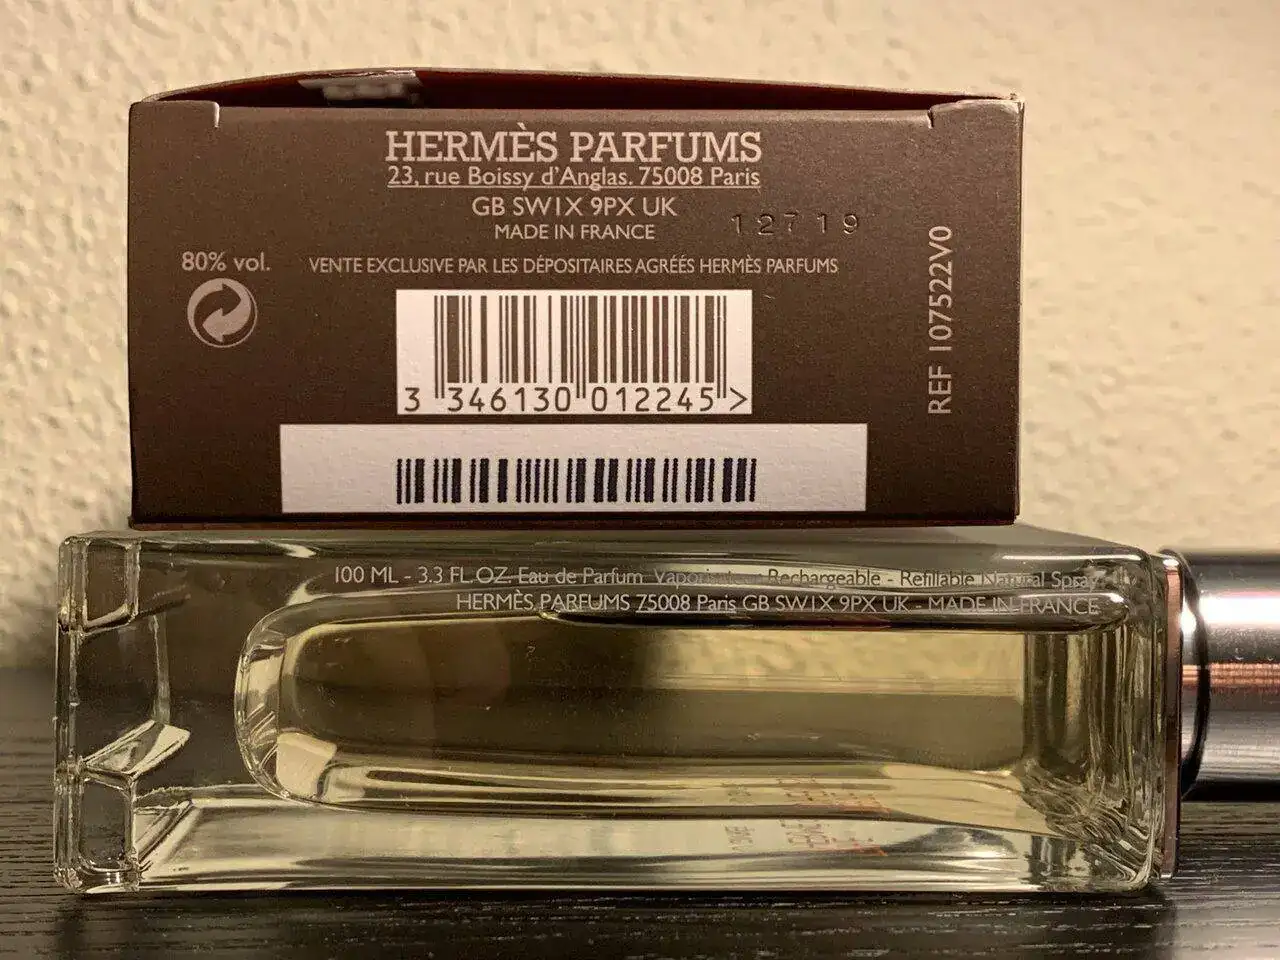 HERMÈS PARFUMS
23, rue Boissy d'Anglas. 75008 Paris
GB SW1X 9PX UK
MADE IN FRANCE
12719
80% vol.
VENTE EXCLUSIVE PAR LES DÉPOSITAIRES AGRÉÉS HERMÈS PARFUMS
REF 107522V0
3 346130 012245 >
100 ML - 3.3 FL.OZ. Eau de Parfum Vaporisateur Rechargeable - Refillable Natural Spray
HERMÈS PARFUMS 75008 Paris GB SW1X 9PX UK - MADE IN FRANCE